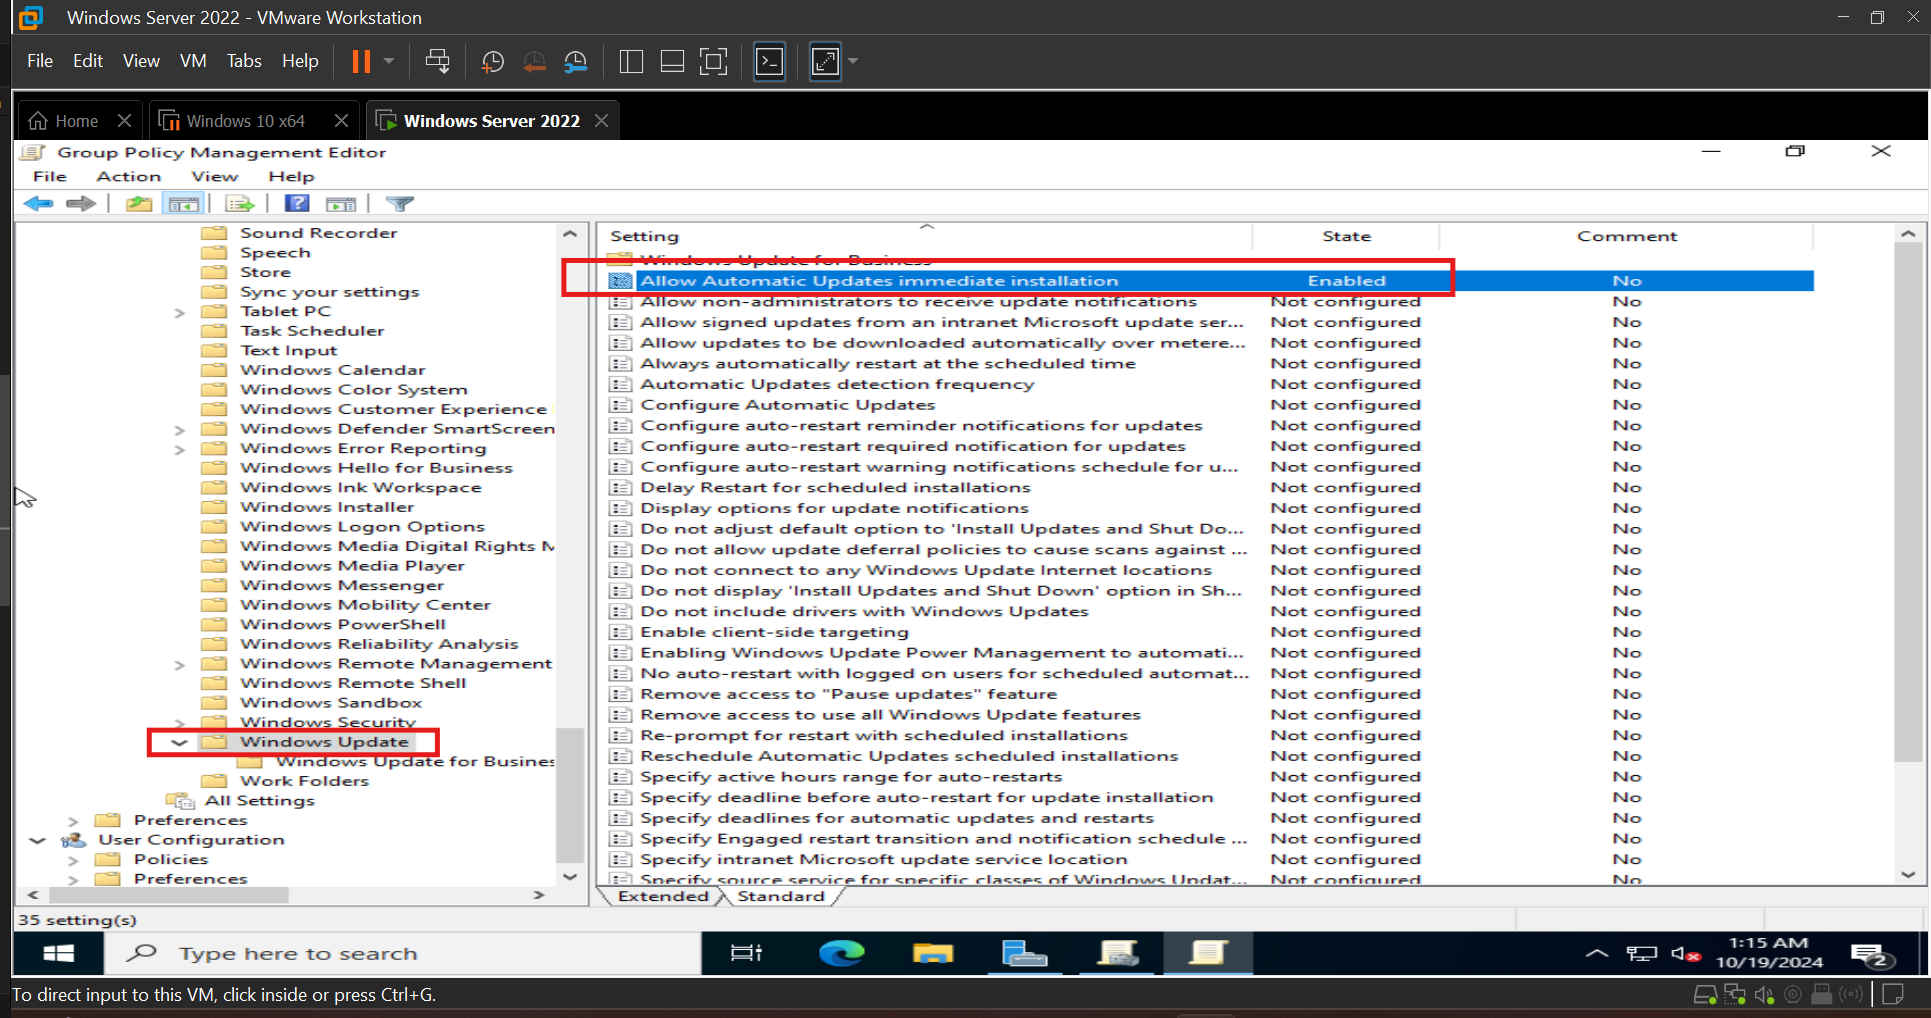 Windows Server 2022 - VMware Workstation
File Edit View VM Tabs Help
Home Windows 10 x64 Windows Server 2022
Group Policy Management Editor
File Action View Help
Sound Recorder
Speech
Store
Sync your settings
Tablet PC
Task Scheduler
Text Input
Windows Calendar
Windows Color System
Windows Customer Experience
Windows Defender SmartScreen
Windows Error Reporting
Windows Hello for Business
Windows Ink Workspace
Windows Installer
Windows Logon Options
Windows Media Digital Rights M
Windows Media Player
Windows Messenger
Windows Mobility Center
Windows PowerShell
Windows Reliability Analysis
Windows Remote Management
Windows Remote Shell
Windows Sandbox
Windows Security
Windows Update
Windows Update for Busines
Work Folders
All Settings
Preferences
User Configuration
Policies
Preferences
Setting State Comment
Windows Update for Business
Allow Automatic Updates immediate installation Enabled No
Allow non-administrators to receive update notifications Not configured No
Allow signed updates from an intranet Microsoft update ser... Not configured No
Allow updates to be downloaded automatically over metere... Not configured No
Always automatically restart at the scheduled time Not configured No
Automatic Updates detection frequency Not configured No
Configure Automatic Updates Not configured No
Configure auto-restart reminder notifications for updates Not configured No
Configure auto-restart required notification for updates Not configured No
Configure auto-restart warning notifications schedule for u... Not configured No
Delay Restart for scheduled installations Not configured No
Display options for update notifications Not configured No
Do not adjust default option to 'Install Updates and Shut Do... Not configured No
Do not allow update deferral policies to cause scans against ... Not configured No
Do not connect to any Windows Update Internet locations Not configured No
Do not display 'Install Updates and Shut Down' option in Sh... Not configured No
Do not include drivers with Windows Updates Not configured No
Enable client-side targeting Not configured No
Enabling Windows Update Power Management to automati... Not configured No
No auto-restart with logged on users for scheduled automat... Not configured No
Remove access to "Pause updates" feature Not configured No
Remove access to use all Windows Update features Not configured No
Re-prompt for restart with scheduled installations Not configured No
Reschedule Automatic Updates scheduled installations Not configured No
Specify active hours range for auto-restarts Not configured No
Specify deadline before auto-restart for update installation Not configured No
Specify deadlines for automatic updates and restarts Not configured No
Specify Engaged restart transition and notification schedule ... Not configured No
Specify intranet Microsoft update service location Not configured No
Specify source service for specific classes of Windows Updat... Not configured No
Extended Standard
35 setting(s)
Type here to search
1:15 AM
10/19/2024
2
To direct input to this VM, click inside or press Ctrl+G.